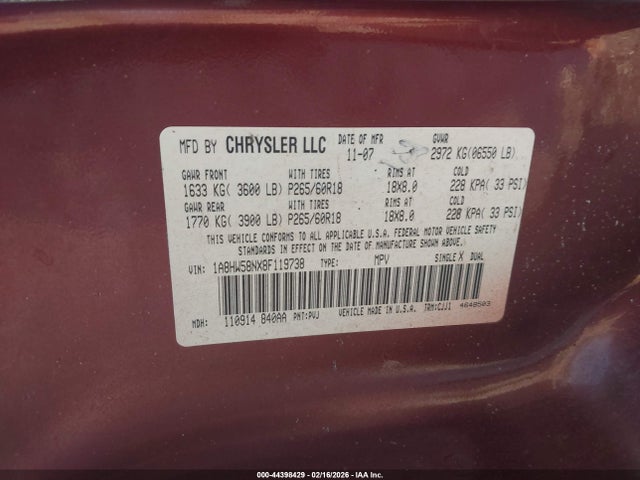 MFD BY CHRYSLER LLC DATE OF MFR 11-07 GVWR 2972 KG(06550 LB)
GAWR FRONT WITH TIRES RIMS AT COLD
1633 KG( 3600 LB) P265/60R18 18X8.0 228 KPA( 33 PSI)
GAWR REAR WITH TIRES RIMS AT COLD
1770 KG( 3900 LB) P265/60R18 18X8.0 228 KPA( 33 PSI)
THIS VEHICLE CONFORMS TO ALL APPLICABLE U.S.A. FEDERAL MOTOR VEHICLE SAFETY
STANDARDS IN EFFECT ON THE DATE OF MANUFACTURE SHOWN ABOVE.
VIN: 1A8HW58NX8F119738 TYPE: MPV SINGLE X DUAL
MDH: 110914 840AA PNT:PVJ VEHICLE MADE IN U.S.A. TRM:CJJ1 4648503
000-44398429 - 02/16/2026 - IAA Inc.